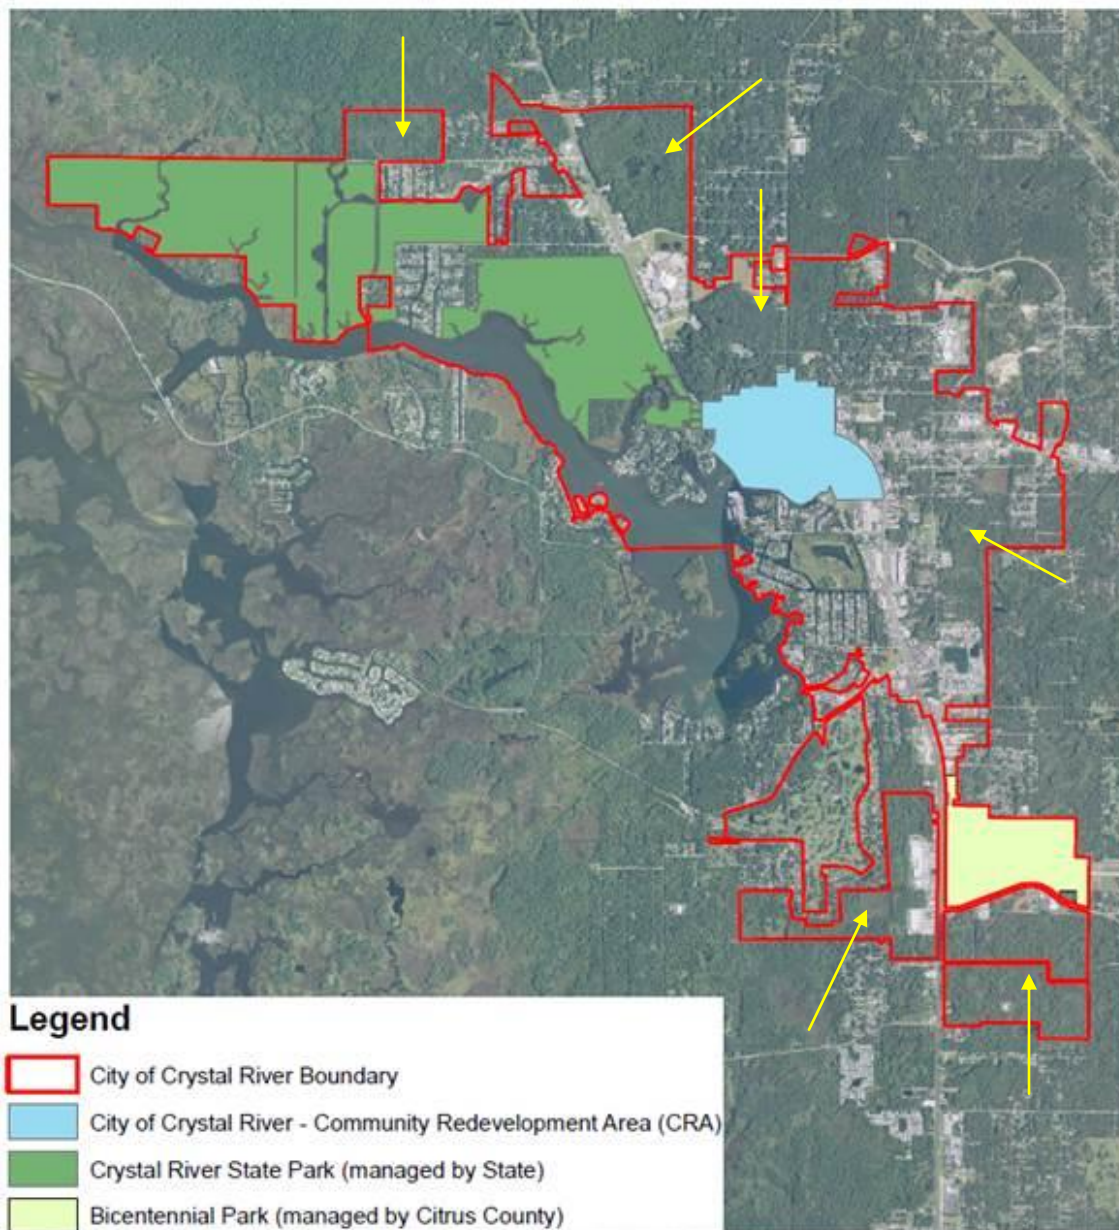 Legend
City of Crystal River Boundary
City of Crystal River - Community Redevelopment Area (CRA)
Crystal River State Park (managed by State)
Bicentennial Park (managed by Citrus County)